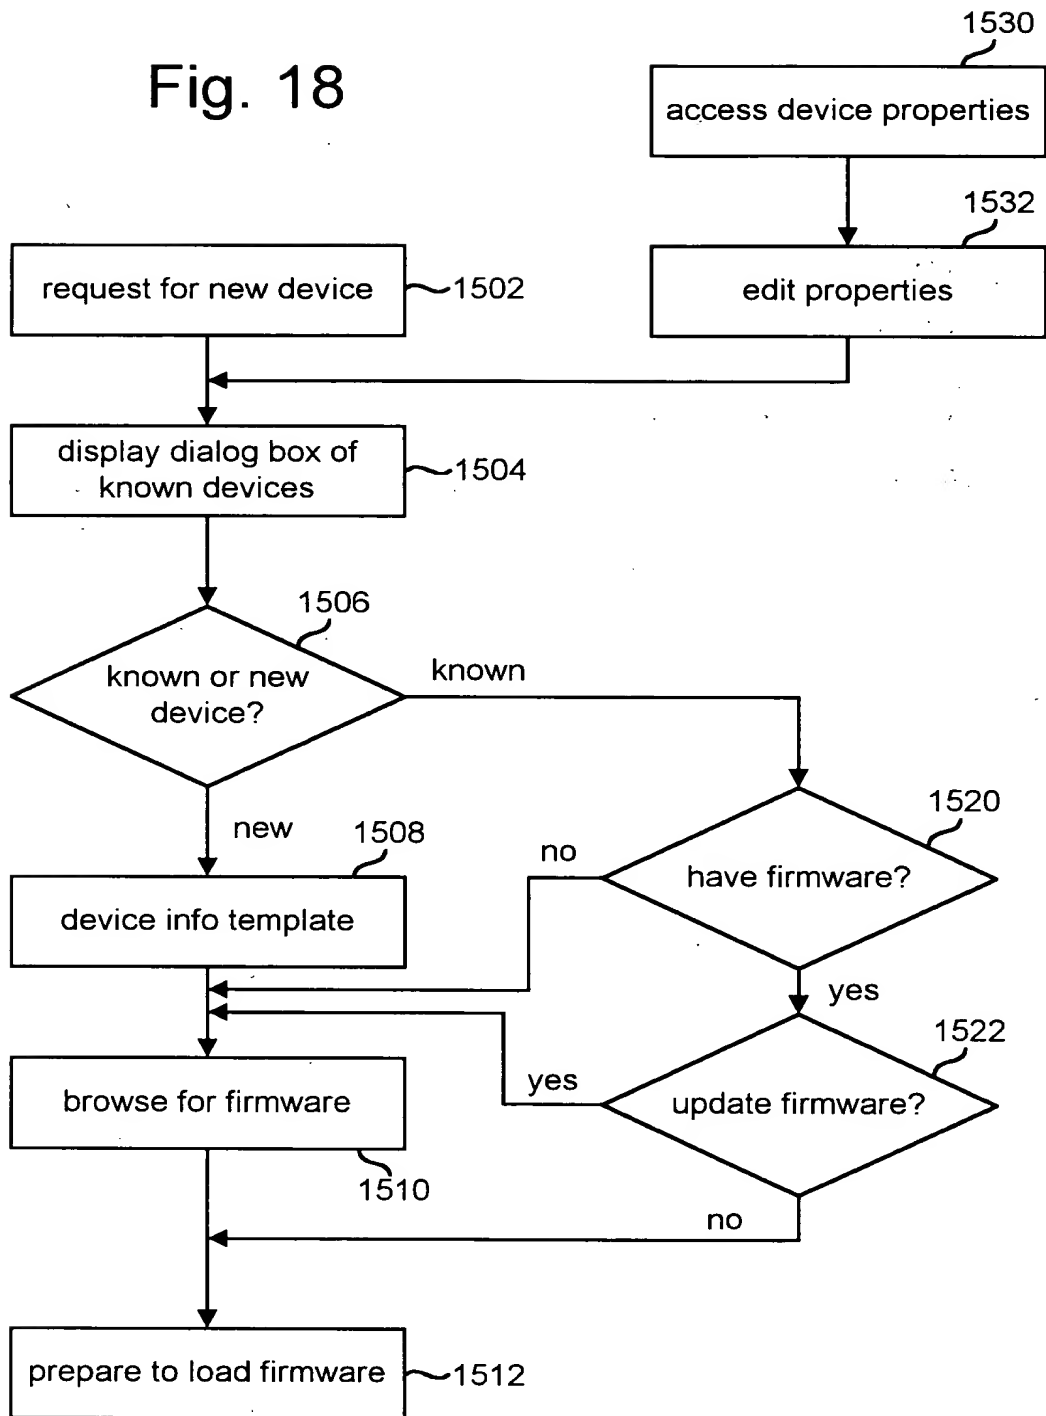 Fig. 18
1530
access device properties
1532
edit properties
request for new device
1502
display dialog box of
known devices
1504
1506
known or new
device?
known
new
1508
device info template
1520
have firmware?
no
yes
1522
update firmware?
yes
no
browse for firmware
1510
prepare to load firmware
1512